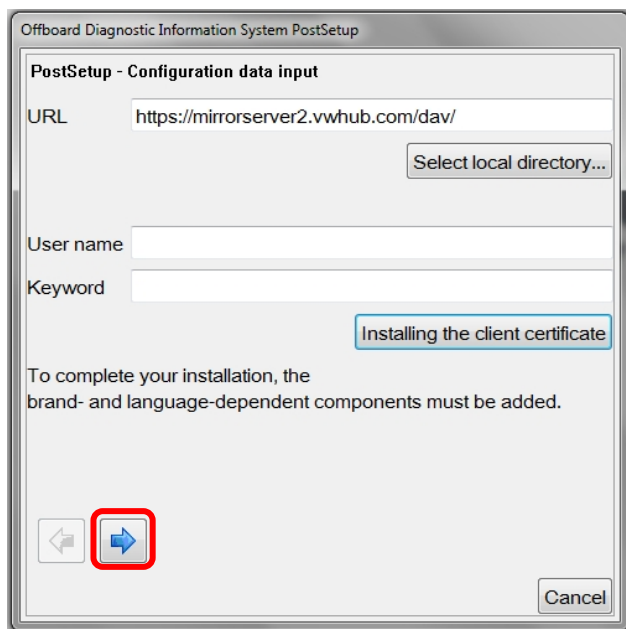 Offboard Diagnostic Information System PostSetup
PostSetup - Configuration data input
URL https://mirrorserver2.vwhub.com/dav/
Select local directory...
User name
Keyword
Installing the client certificate
To complete your installation, the
brand- and language-dependent components must be added.
Cancel